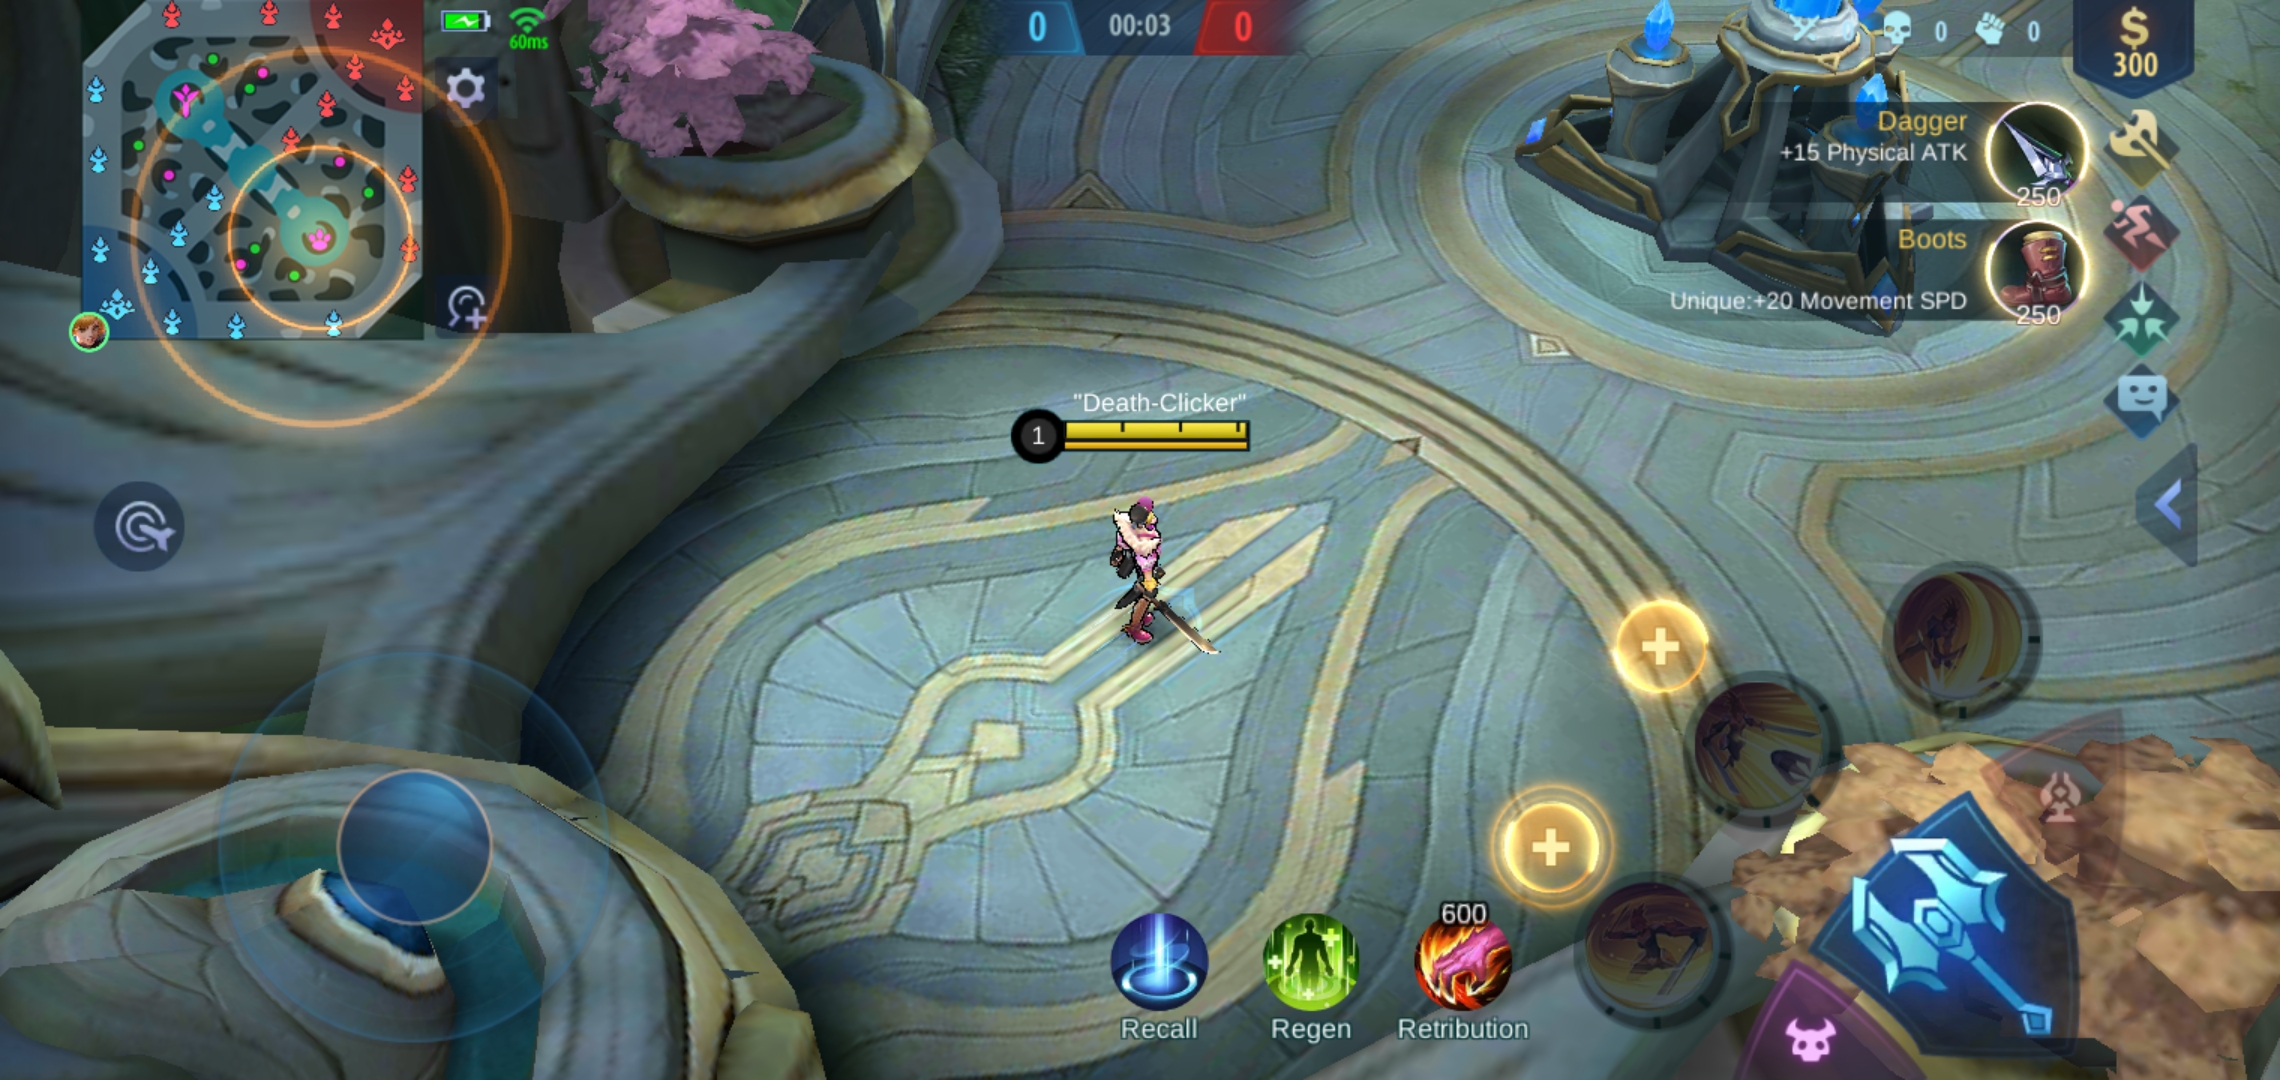 60ms
0
00:03
0
0
0
$
300
Dagger
+15 Physical ATK
250
Boots
Unique:+20 Movement SPD
250
"Death-Clicker"
1
600
Recall
Regen
Retribution